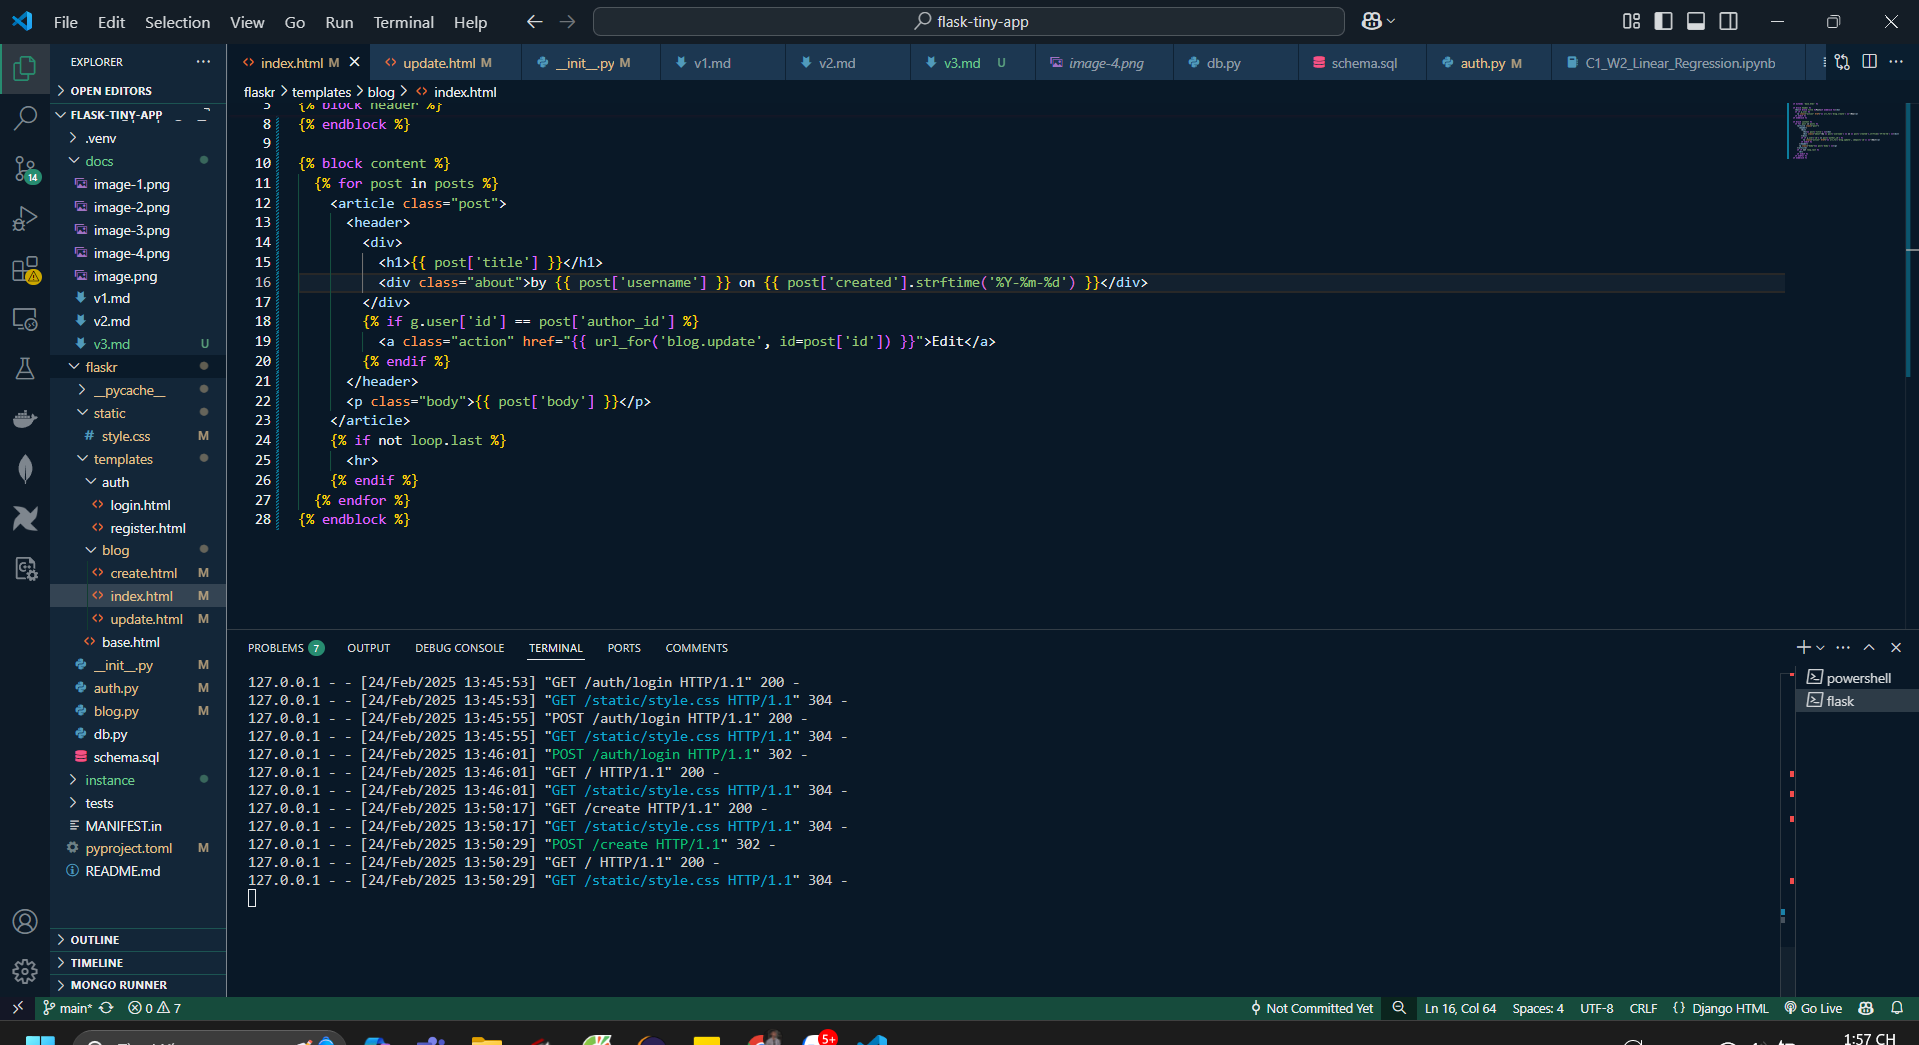 File Edit Selection View Go Run Terminal Help
flask-tiny-app
EXPLORER
OPEN EDITORS
FLASK-TINY-APP
.venv
docs
image-1.png
image-2.png
image-3.png
image-4.png
image.png
v1.md
v2.md
v3.md U
flaskr
__pycache__
static
style.css M
templates
auth
login.html
register.html
blog
create.html M
index.html M
update.html M
base.html
__init__.py M
auth.py M
blog.py M
db.py
schema.sql
instance
tests
MANIFEST.in
pyproject.toml M
README.md
OUTLINE
TIMELINE
MONGO RUNNER
14
index.html M update.html M __init__.py M v1.md v2.md v3.md U image-4.png db.py schema.sql auth.py M C1_W2_Linear_Regression.ipynb
flaskr > templates > blog > index.html
5 {% block header %}
8 {% endblock %}
9
10 {% block content %}
11 {% for post in posts %}
12 <article class="post">
13 <header>
14 <div>
15 <h1>{{ post['title'] }}</h1>
16 <div class="about">by {{ post['username'] }} on {{ post['created'].strftime('%Y-%m-%d') }}</div>
17 </div>
18 {% if g.user['id'] == post['author_id'] %}
19 <a class="action" href="{{ url_for('blog.update', id=post['id']) }}">Edit</a>
20 {% endif %}
21 </header>
22 <p class="body">{{ post['body'] }}</p>
23 </article>
24 {% if not loop.last %}
25 <hr>
26 {% endif %}
27 {% endfor %}
28 {% endblock %}
PROBLEMS 7 OUTPUT DEBUG CONSOLE TERMINAL PORTS COMMENTS
127.0.0.1 - - [24/Feb/2025 13:45:53] "GET /auth/login HTTP/1.1" 200 -
127.0.0.1 - - [24/Feb/2025 13:45:53] "GET /static/style.css HTTP/1.1" 304 -
127.0.0.1 - - [24/Feb/2025 13:45:55] "POST /auth/login HTTP/1.1" 200 -
127.0.0.1 - - [24/Feb/2025 13:45:55] "GET /static/style.css HTTP/1.1" 304 -
127.0.0.1 - - [24/Feb/2025 13:46:01] "POST /auth/login HTTP/1.1" 302 -
127.0.0.1 - - [24/Feb/2025 13:46:01] "GET / HTTP/1.1" 200 -
127.0.0.1 - - [24/Feb/2025 13:46:01] "GET /static/style.css HTTP/1.1" 304 -
127.0.0.1 - - [24/Feb/2025 13:50:17] "GET /create HTTP/1.1" 200 -
127.0.0.1 - - [24/Feb/2025 13:50:17] "GET /static/style.css HTTP/1.1" 304 -
127.0.0.1 - - [24/Feb/2025 13:50:29] "POST /create HTTP/1.1" 302 -
127.0.0.1 - - [24/Feb/2025 13:50:29] "GET / HTTP/1.1" 200 -
127.0.0.1 - - [24/Feb/2025 13:50:29] "GET /static/style.css HTTP/1.1" 304 -
powershell
flask
main* 0 7 Not Committed Yet Ln 16, Col 64 Spaces: 4 UTF-8 CRLF {} Django HTML Go Live
5+
1:57 CH